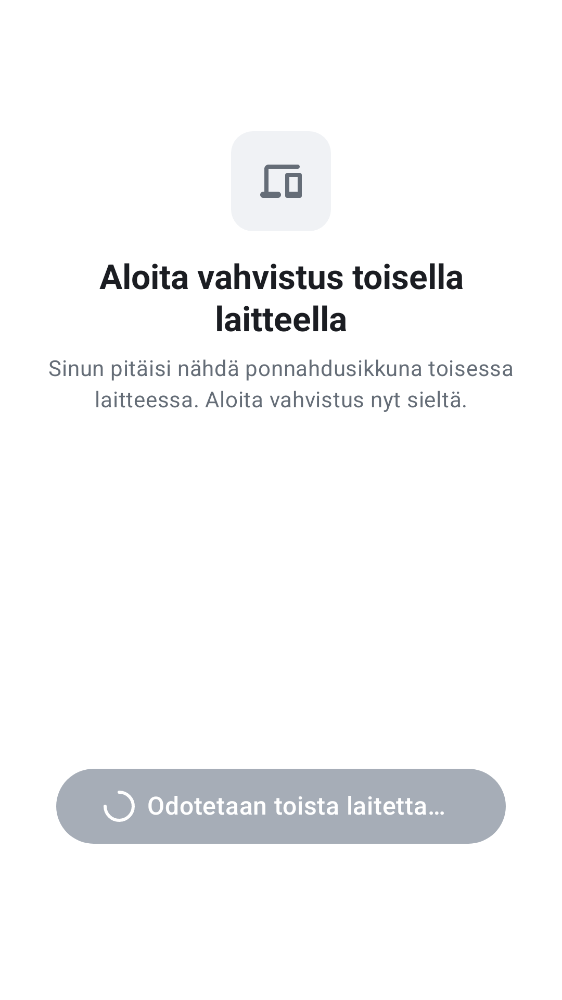 Aloita vahvistus toisella
laitteella
Sinun pitäisi nähdä ponnahdusikkuna toisessa
laitteessa. Aloita vahvistus nyt sieltä.
Odotetaan toista laitetta…